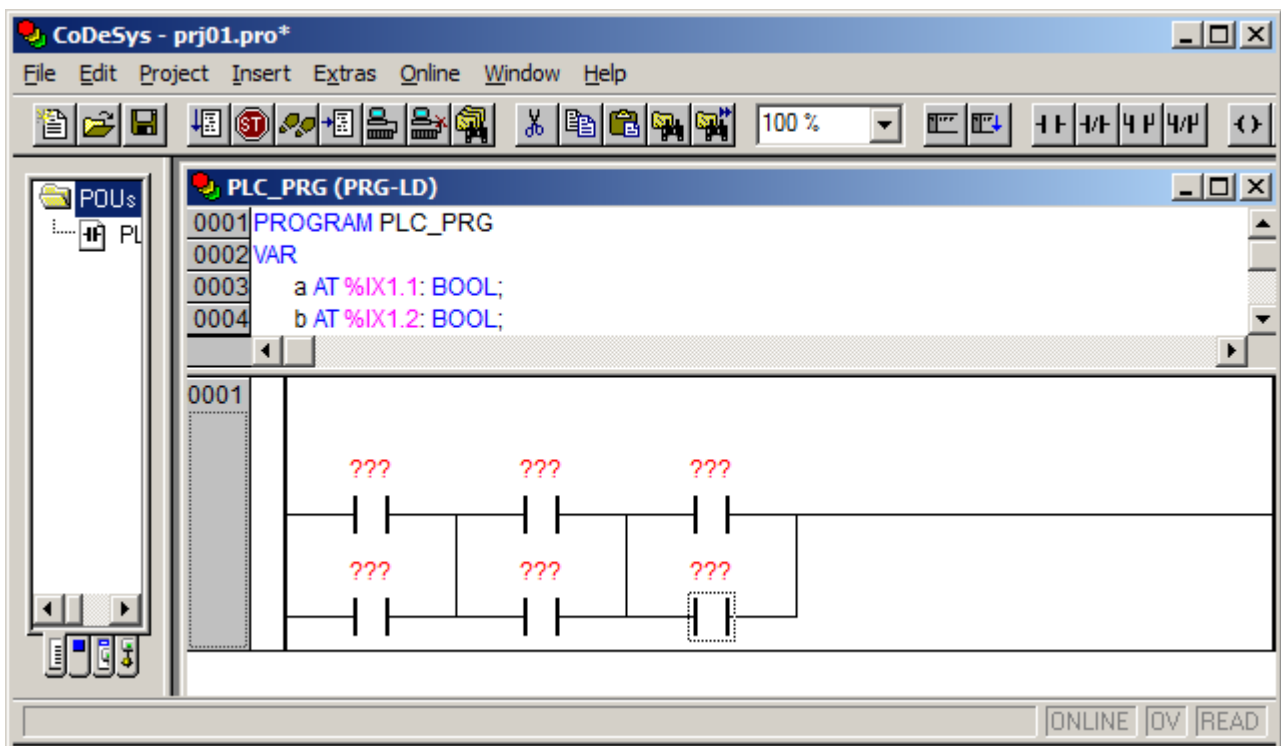 CoDeSys - prj01.pro*
File Edit Project Insert Extras Online Window Help
100 %
POUs
PL
PLC_PRG (PRG-LD)
0001 PROGRAM PLC_PRG
0002 VAR
0003 a AT %IX1.1: BOOL;
0004 b AT %IX1.2: BOOL;
0001
??? ??? ???
??? ??? ???
ONLINE OV READ